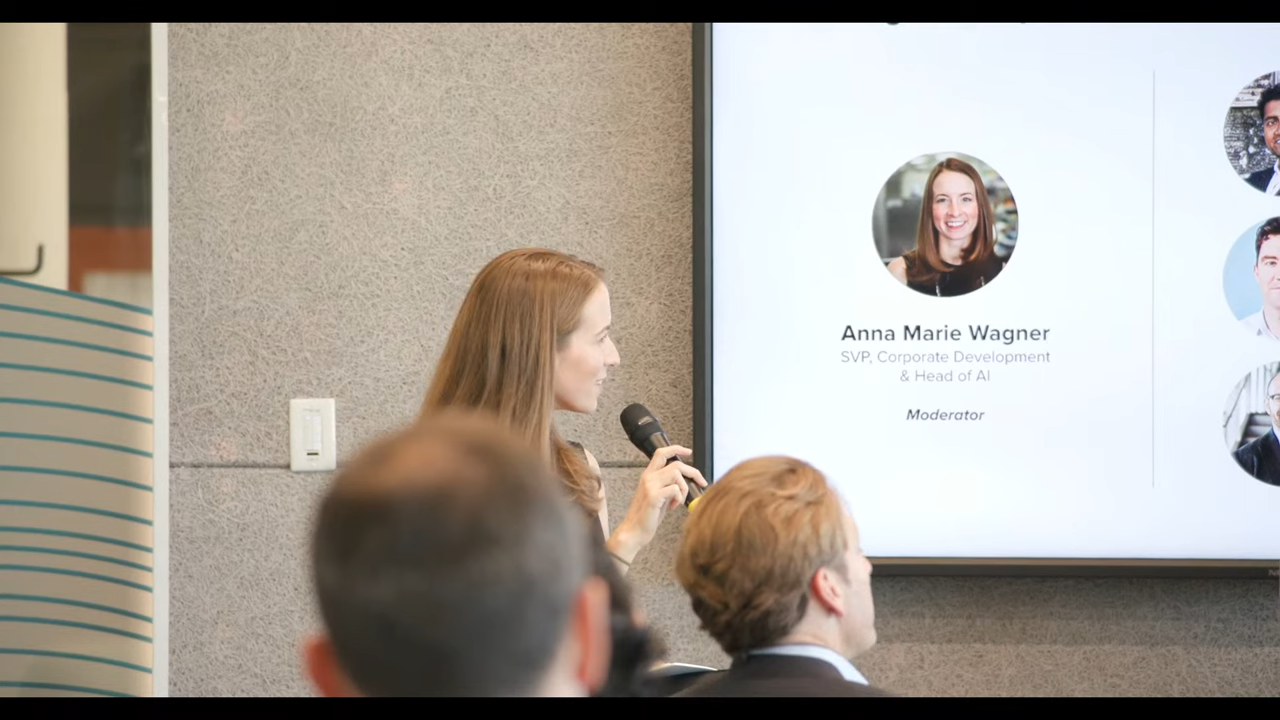 Anna Marie Wagner
SVP, Corporate Development
& Head of AI
Moderator